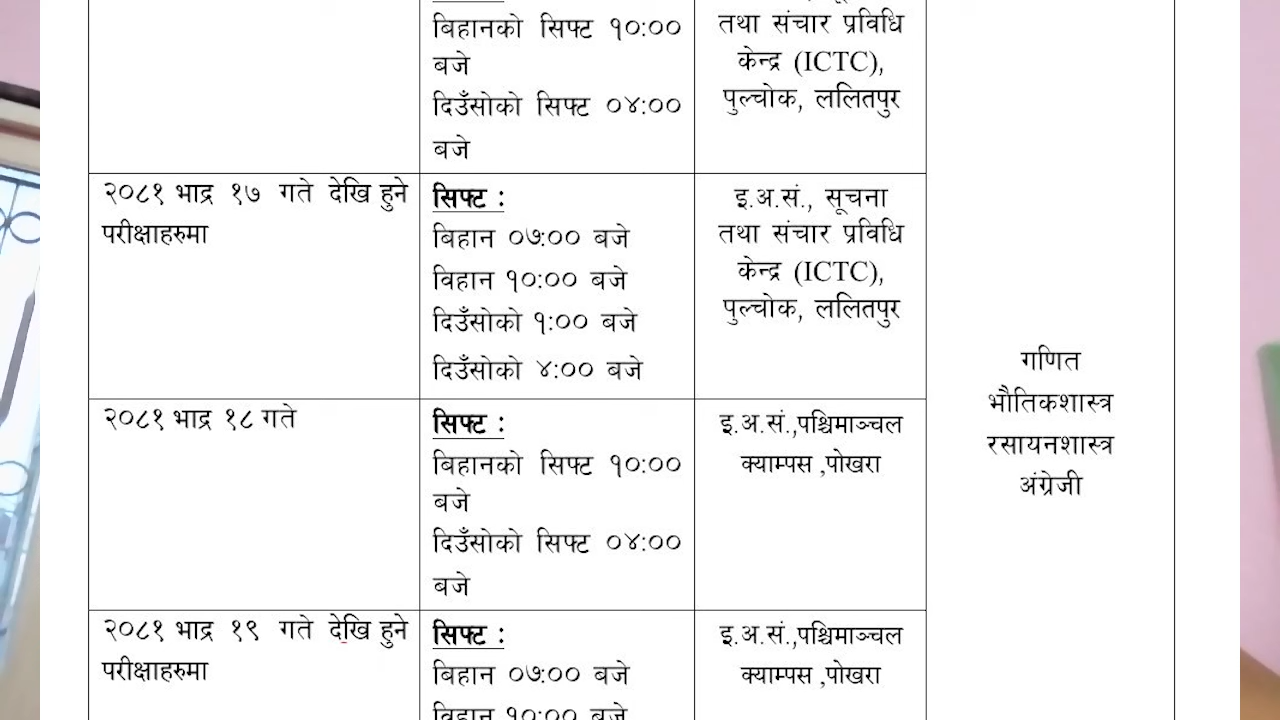 बिहानको सिफ्ट १०:००
बजे
दिउँसोको सिफ्ट ०४:००
बजे
तथा संचार प्रविधि
केन्द्र (ICTC),
पुल्चोक, ललितपुर
२०८१ भाद्र १७ गते देखि हुने
परीक्षाहरुमा
सिफ्ट :
बिहान ०७:०० बजे
विहान १०:०० बजे
दिउँसोको १:०० बजे
दिउँसोको ४:०० बजे
इ.अ.सं., सूचना
तथा संचार प्रविधि
केन्द्र (ICTC),
पुल्चोक, ललितपुर
२०८१ भाद्र १८ गते
सिफ्ट :
बिहानको सिफ्ट १०:००
बजे
दिउँसोको सिफ्ट ०४:००
बजे
इ.अ.सं.,पश्चिमाञ्चल
क्याम्पस ,पोखरा
२०८१ भाद्र १९ गते देखि हुने
परीक्षाहरुमा
सिफ्ट :
बिहान ०७:०० बजे
विहान १०:०० बजे
इ.अ.सं.,पश्चिमाञ्चल
क्याम्पस ,पोखरा
गणित
भौतिकशास्त्र
रसायनशास्त्र
अंग्रेजी